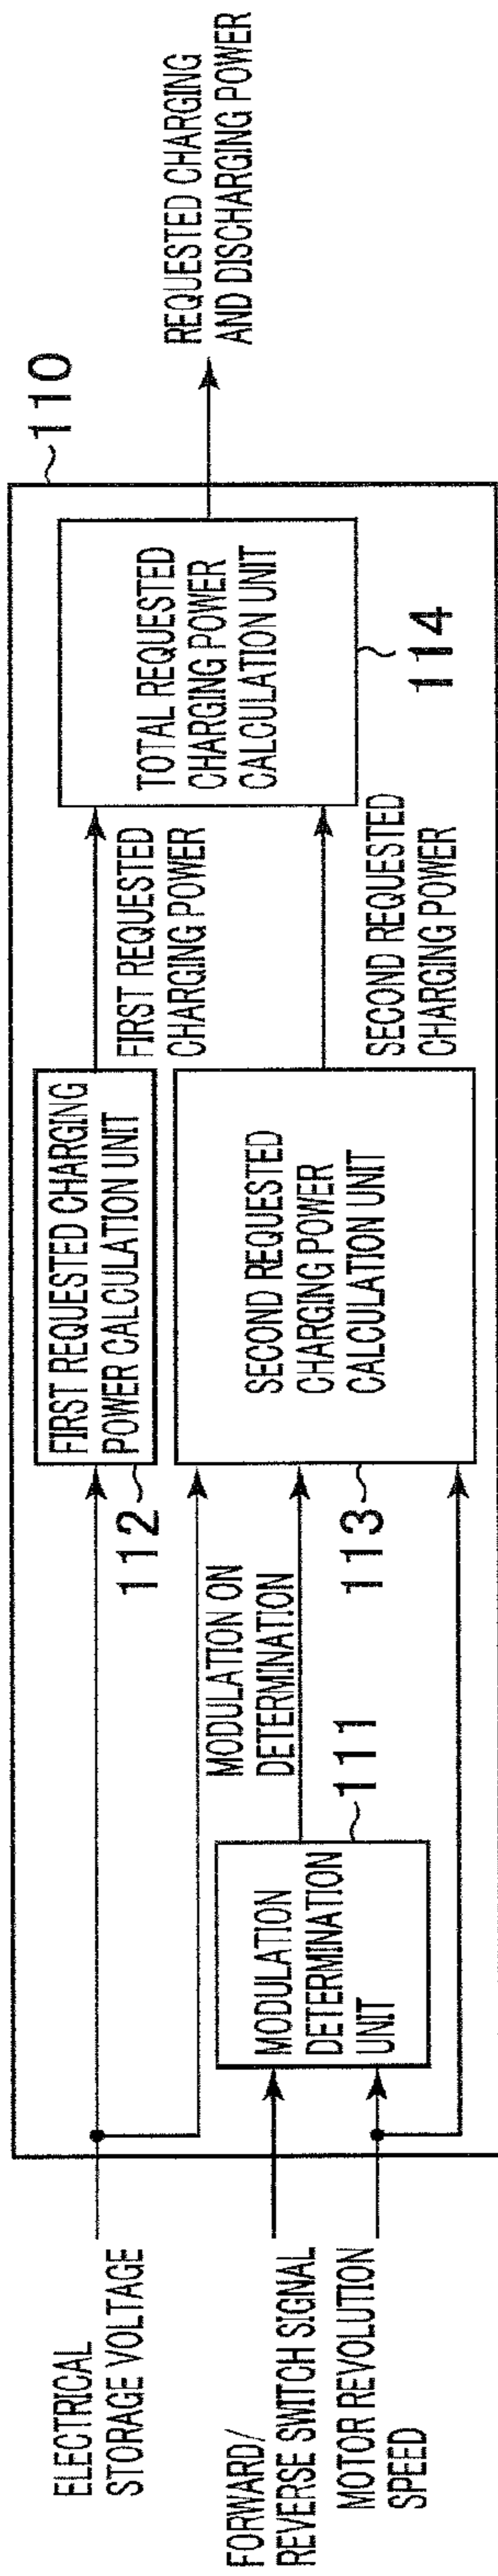 110
ELECTRICAL
STORAGE VOLTAGE
FORWARD/
REVERSE SWITCH SIGNAL
MOTOR REVOLUTION
SPEED
MODULATION
DETERMINATION
UNIT
111
MODULATION ON
DETERMINATION
FIRST REQUESTED CHARGING
POWER CALCULATION UNIT
112
SECOND REQUESTED
CHARGING POWER
CALCULATION UNIT
113
FIRST REQUESTED
CHARGING POWER
SECOND REQUESTED
CHARGING POWER
TOTAL REQUESTED
CHARGING POWER
CALCULATION UNIT
114
REQUESTED CHARGING
AND DISCHARGING POWER